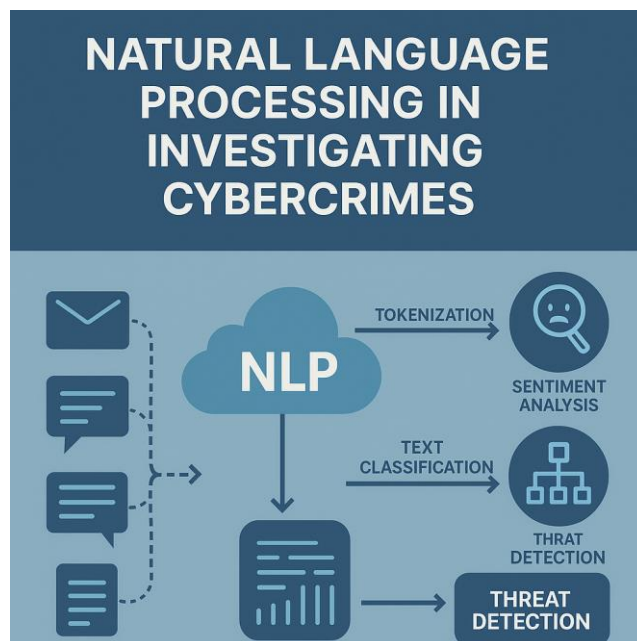 NATURAL LANGUAGE
PROCESSING IN
INVESTIGATING
CYBERCRIMES
NLP
TOKENIZATION
SENTIMENT
ANALYSIS
TEXT
CLASSIFICATION
THRAT
DETECTION
THREAT
DETECTION